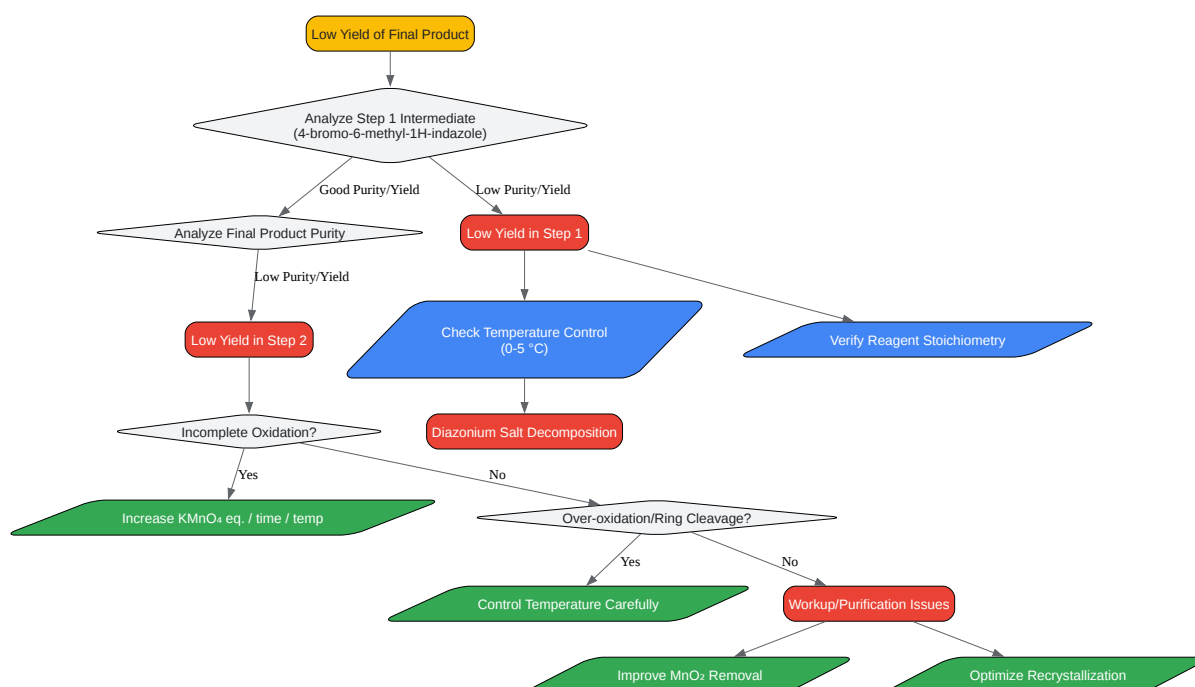 Low Yield of Final Product
Analyze Step 1 Intermediate
(4-bromo-6-methyl-1H-indazole)
Good Purity/Yield
Low Purity/Yield
Analyze Final Product Purity
Low Yield in Step 1
Low Purity/Yield
Low Yield in Step 2
Check Temperature Control
(0-5 °C)
Verify Reagent Stoichiometry
Incomplete Oxidation?
Diazonium Salt Decomposition
Yes
No
Increase KMnO₄ eq. / time / temp
Over-oxidation/Ring Cleavage?
Yes
No
Control Temperature Carefully
Workup/Purification Issues
Improve MnO₂ Removal
Optimize Recrystallization